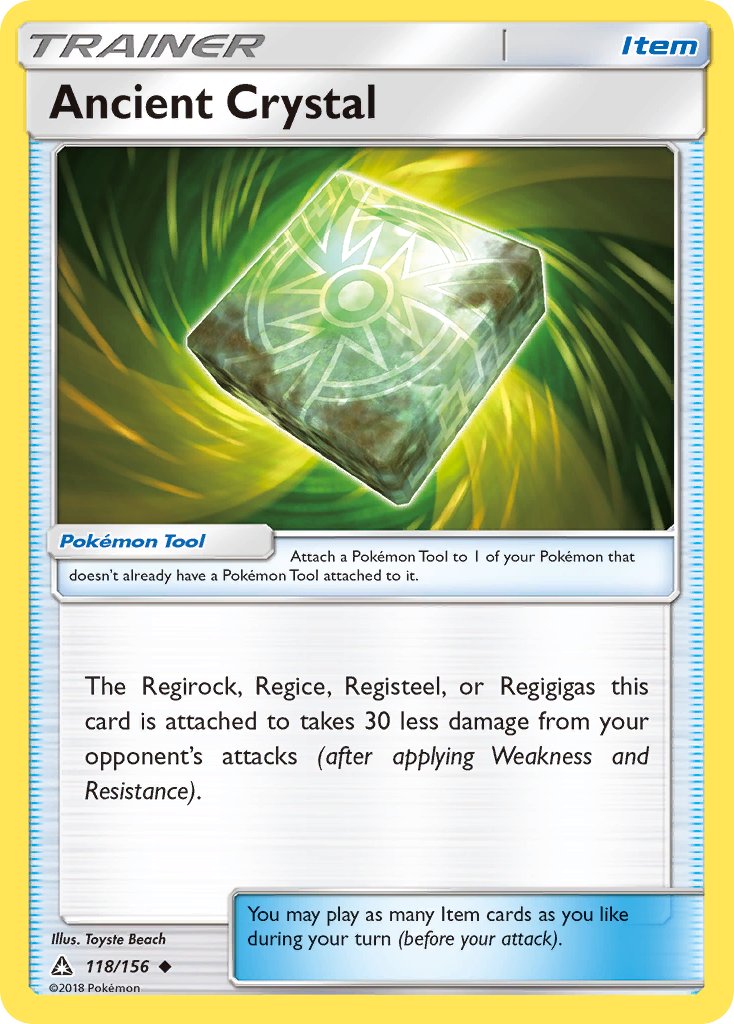 TRAINER
Item
Ancient Crystal
Pokémon Tool
Attach a Pokémon Tool to 1 of your Pokémon that
doesn't already have a Pokémon Tool attached to it.
The Regirock, Regice, Registeel, or Regigigas this
card is attached to takes 30 less damage from your
opponent's attacks (after applying Weakness and
Resistance).
You may play as many Item cards as you like
during your turn (before your attack).
Illus. Toyste Beach
118/156 ◆
©2018 Pokémon